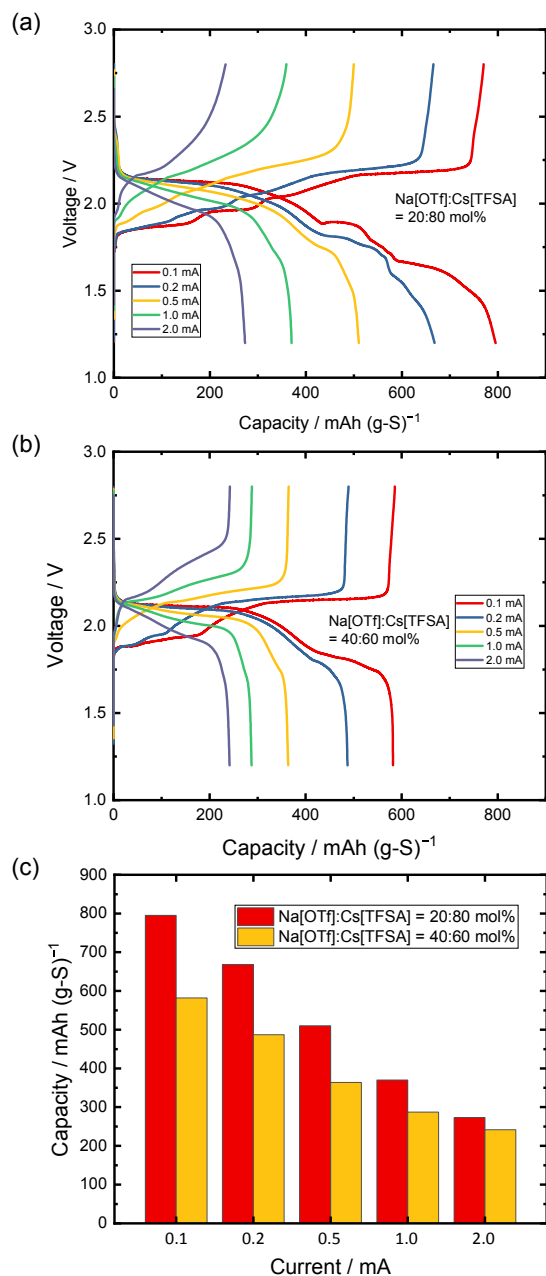 (a)
3.0
2.5
2.0
1.5
1.0
Voltage / V
Na[OTf]:Cs[TFSA]
= 20:80 mol%
0.1 mA
0.2 mA
0.5 mA
1.0 mA
2.0 mA
0
200
400
600
800
Capacity / mAh (g-S)⁻¹
(b)
3.0
2.5
2.0
1.5
1.0
Voltage / V
Na[OTf]:Cs[TFSA]
= 40:60 mol%
0.1 mA
0.2 mA
0.5 mA
1.0 mA
2.0 mA
0
200
400
600
800
Capacity / mAh (g-S)⁻¹
(c)
900
800
700
600
500
400
300
200
100
0
Capacity / mAh (g-S)⁻¹
Na[OTf]:Cs[TFSA] = 20:80 mol%
Na[OTf]:Cs[TFSA] = 40:60 mol%
0.1
0.2
0.5
1.0
2.0
Current / mA